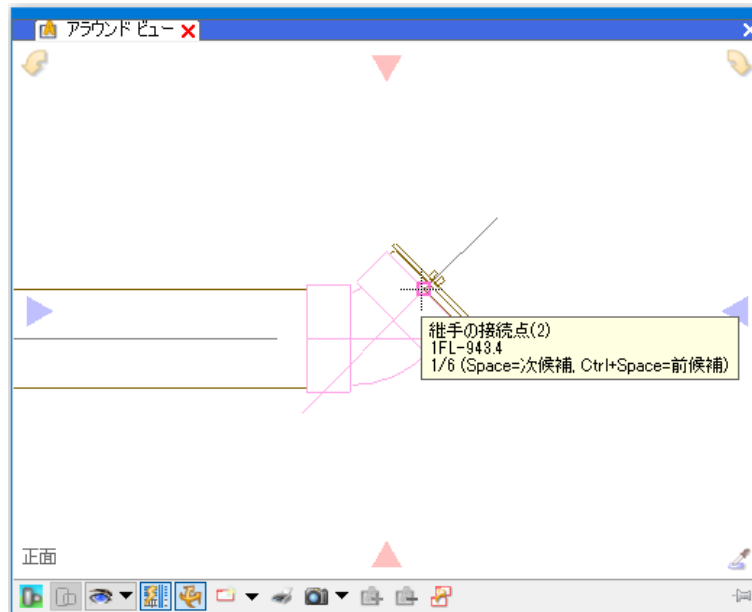 アラウンド ビュー
継手の接続点(2)
1FL-943.4
1/6 (Space=次候補, Ctrl+Space=前候補)
正面